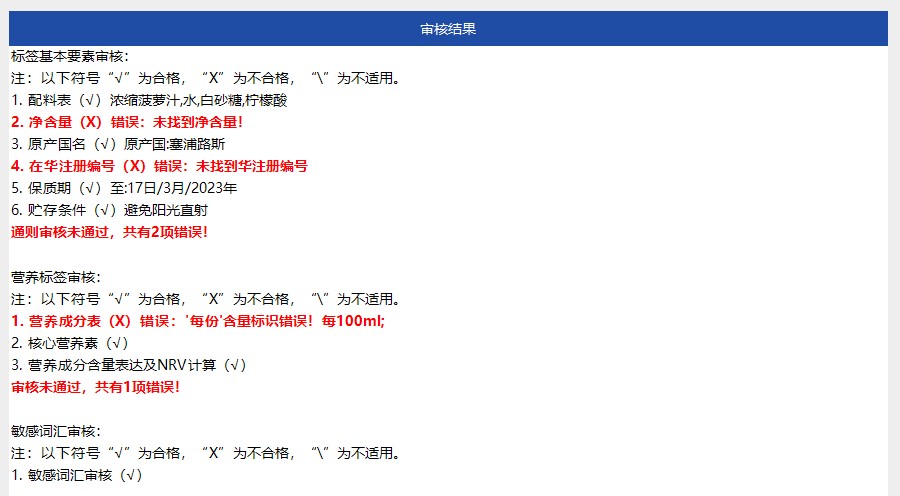 审核结果
标签基本要素审核：
注：以下符号“√”为合格，“X”为不合格，“\”为不适用。
1. 配料表（√）浓缩菠萝汁,水,白砂糖,柠檬酸
2. 净含量（X）错误：未找到净含量！
3. 原产国名（√）原产国:塞浦路斯
4. 在华注册编号（X）错误：未找到华注册编号
5. 保质期（√）至:17日/3月/2023年
6. 贮存条件（√）避免阳光直射
通则审核未通过，共有2项错误！
营养标签审核：
注：以下符号“√”为合格，“X”为不合格，“\”为不适用。
1. 营养成分表（X）错误：'每份'含量标识错误！每100ml;
2. 核心营养素（√）
3. 营养成分含量表达及NRV计算（√）
审核未通过，共有1项错误！
敏感词汇审核：
注：以下符号“√”为合格，“X”为不合格，“\”为不适用。
1. 敏感词汇审核（√）